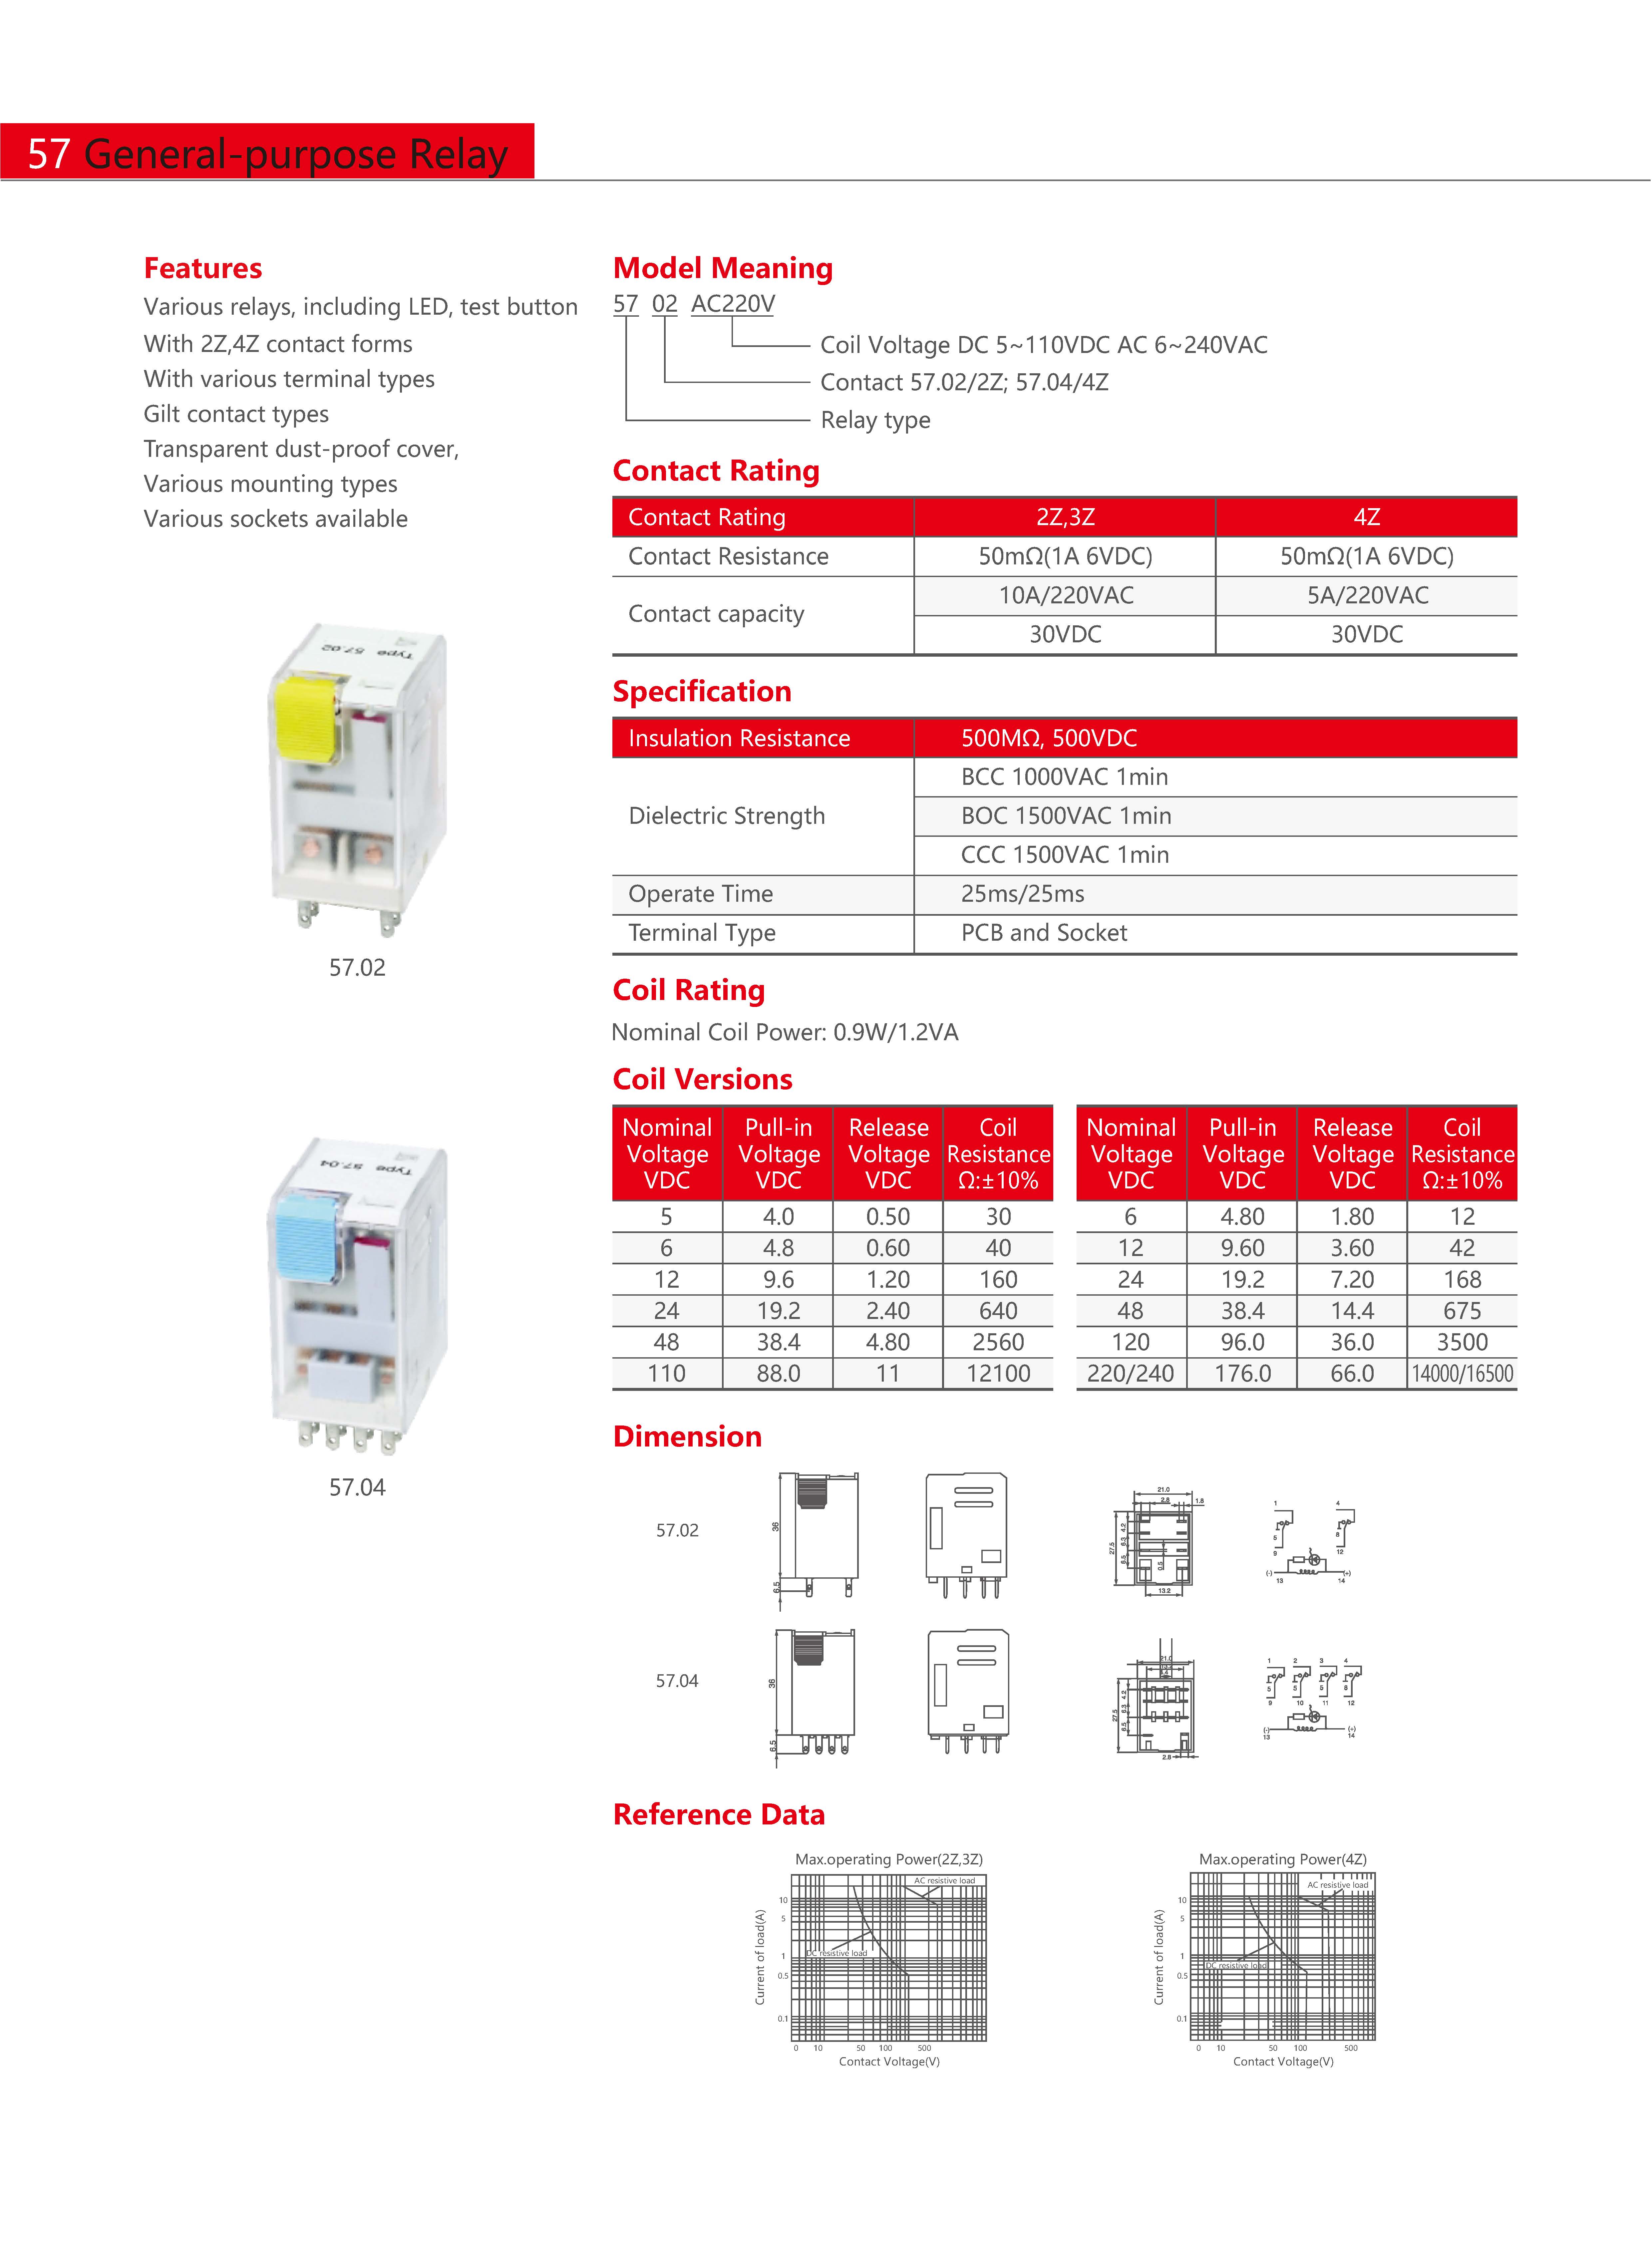 57 General-purpose Relay
Features
Various relays, including LED, test button
With 2Z,4Z contact forms
With various terminal types
Gilt contact types
Transparent dust-proof cover,
Various mounting types
Various sockets available
Type 57.02
57.02
Type 57.04
57.04
Model Meaning
57 02 AC220V
Coil Voltage DC 5~110VDC AC 6~240VAC
Contact 57.02/2Z; 57.04/4Z
Relay type
Contact Rating
Contact Rating 2Z,3Z 4Z
Contact Resistance 50mΩ(1A 6VDC) 50mΩ(1A 6VDC)
Contact capacity
10A/220VAC 5A/220VAC
30VDC 30VDC
Specification
Insulation Resistance 500MΩ, 500VDC
Dielectric Strength
BCC 1000VAC 1min
BOC 1500VAC 1min
CCC 1500VAC 1min
Operate Time 25ms/25ms
Terminal Type PCB and Socket
Coil Rating
Nominal Coil Power: 0.9W/1.2VA
Coil Versions
Nominal Pull-in Release Coil
Voltage Voltage Voltage Resistance
VDC VDC VDC Ω:±10%
5 4.0 0.50 30
6 4.8 0.60 40
12 9.6 1.20 160
24 19.2 2.40 640
48 38.4 4.80 2560
110 88.0 11 12100
Nominal Pull-in Release Coil
Voltage Voltage Voltage Resistance
VDC VDC VDC Ω:±10%
6 4.80 1.80 12
12 9.60 3.60 42
24 19.2 7.20 168
48 38.4 14.4 675
120 96.0 36.0 3500
220/240 176.0 66.0 14000/16500
Dimension
57.02
36
6.5
21.0
2.8 1.8
27.5
4.2
6.3
6.5
0.5
13.2
1 4
5 8
9 12
(-) (+)
13 14
57.04
36
6.5
21.0
4.4
27.5
4.2
6.3
6.5
2.8
1 2 3 4
5 5 5 8
9 10 11 12
(-) (+)
13 14
Reference Data
Max.operating Power(2Z,3Z)
AC resistive load
DC resistive load
Current of load(A)
10
5
1
0.5
0.1
0 10 50 100 500
Contact Voltage(V)
Max.operating Power(4Z)
AC resistive load
DC resistive load
Current of load(A)
10
5
1
0.5
0.1
0 10 50 100 500
Contact Voltage(V)